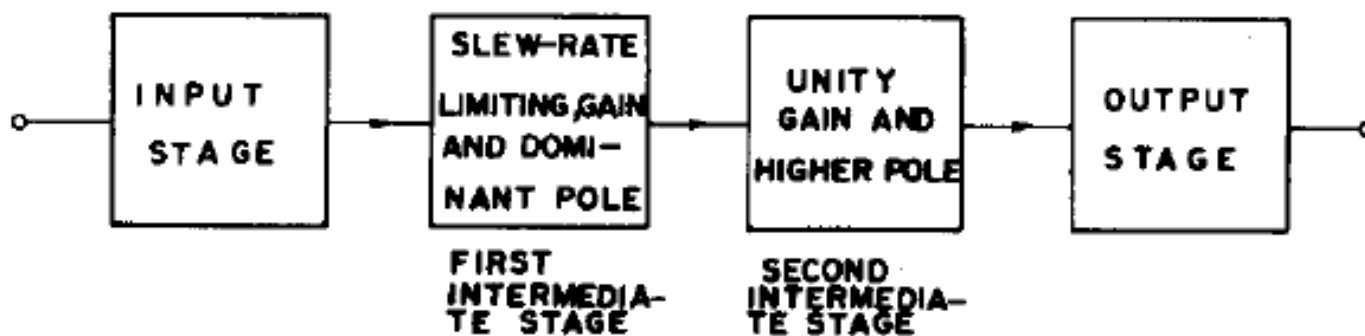 INPUT
STAGE
SLEW-RATE
LIMITING,GAIN
AND DOMI-
NANT POLE
UNITY
GAIN AND
HIGHER POLE
OUTPUT
STAGE
FIRST
INTERMEDIA-
TE STAGE
SECOND
INTERMEDIA-
TE STAGE